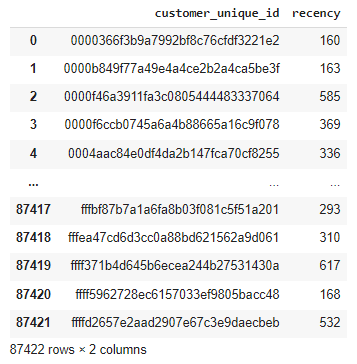 customer_unique_id recency
0 0000366f3b9a7992bf8c76cfdf3221e2 160
1 0000b849f77a49e4a4ce2b2a4ca5be3f 163
2 0000f46a3911fa3c0805444483337064 585
3 0000f6ccb0745a6a4b88665a16c9f078 369
4 0004aac84e0df4da2b147fca70cf8255 336
... ... ...
87417 fffbf87b7a1a6fa8b03f081c5f51a201 293
87418 fffea47cd6d3cc0a88bd621562a9d061 310
87419 ffff371b4d645b6ecea244b27531430a 617
87420 ffff5962728ec6157033ef9805bacc48 168
87421 ffffd2657e2aad2907e67c3e9daecbeb 532
87422 rows × 2 columns